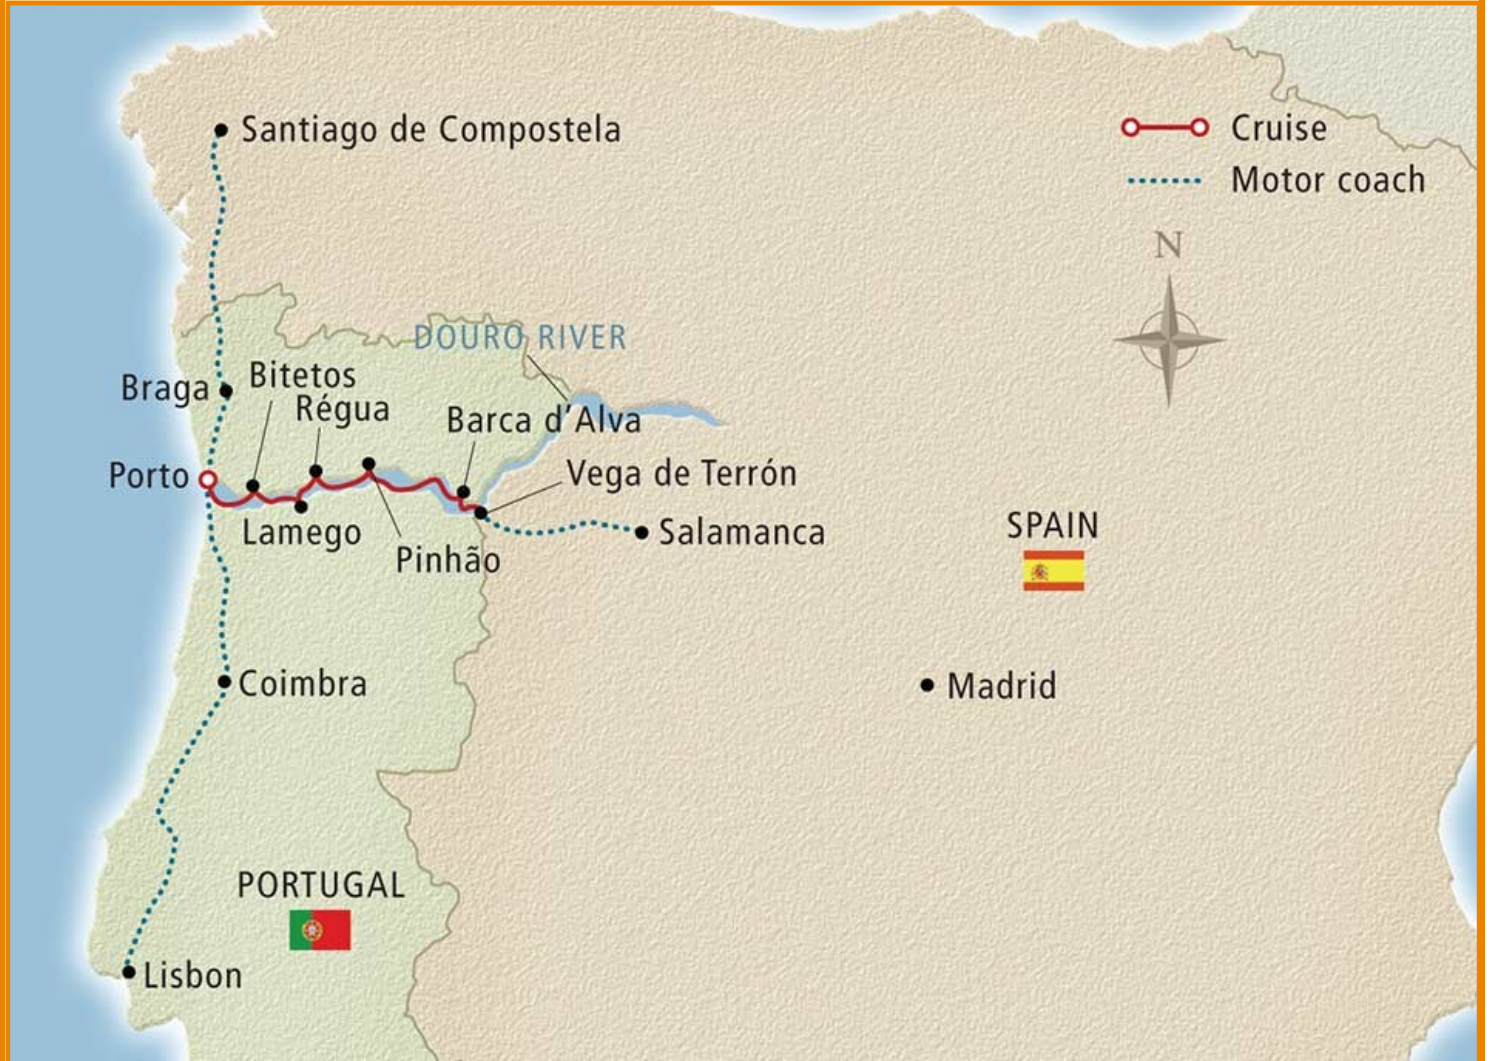 Santiago de Compostela
Cruise
Motor coach
N
DOURO RIVER
Braga
Bitetos
Régua
Barca d’Alva
Porto
Vega de Terrón
Lamego
Salamanca
Pinhão
SPAIN
Coimbra
Madrid
PORTUGAL
Lisbon